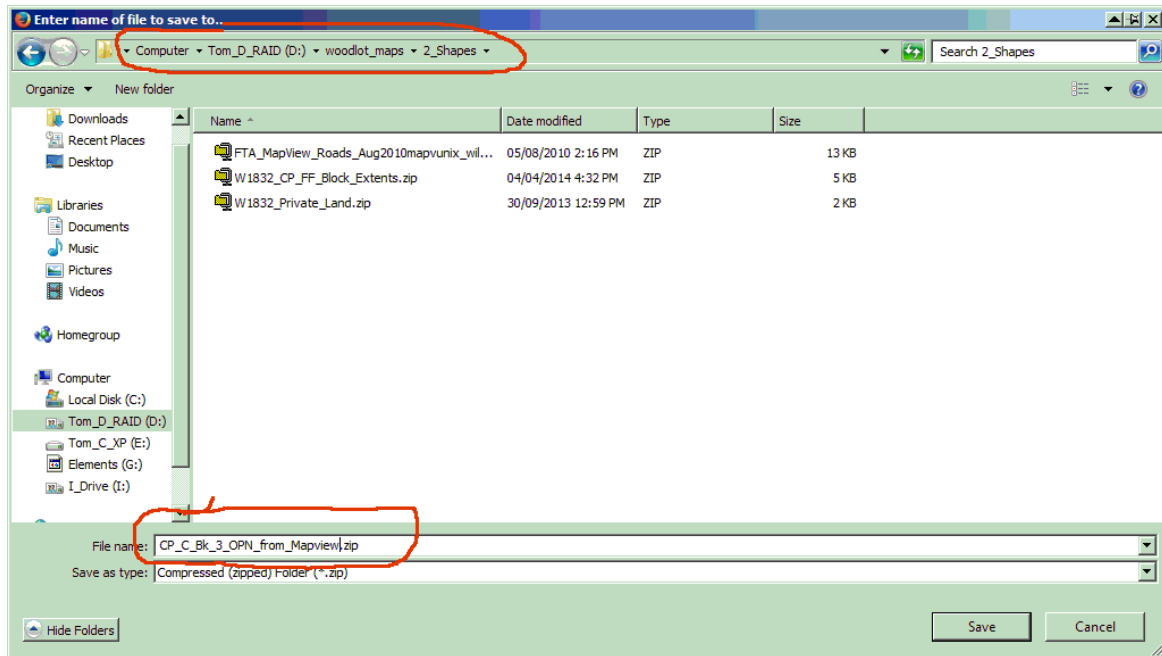 Enter name of file to save to..
Computer Tom_D_RAID (D:) woodlot_maps 2_Shapes
Search 2_Shapes
Organize New folder
Downloads
Recent Places
Desktop
Libraries
Documents
Music
Pictures
Videos
Homegroup
Computer
Local Disk (C:)
Tom_D_RAID (D:)
Tom_C_XP (E:)
Elements (G:)
I_Drive (I:)
Name Date modified Type Size
FTA_MapView_Roads_Aug2010mapvunix_wil... 05/08/2010 2:16 PM ZIP 13 KB
W1832_CP_FF_Block_Extents.zip 04/04/2014 4:32 PM ZIP 5 KB
W1832_Private_Land.zip 30/09/2013 12:59 PM ZIP 2 KB
File name: CP_C_Bk_3_OPN_from_Mapview.zip
Save as type: Compressed (zipped) Folder (*.zip)
Hide Folders
Save Cancel